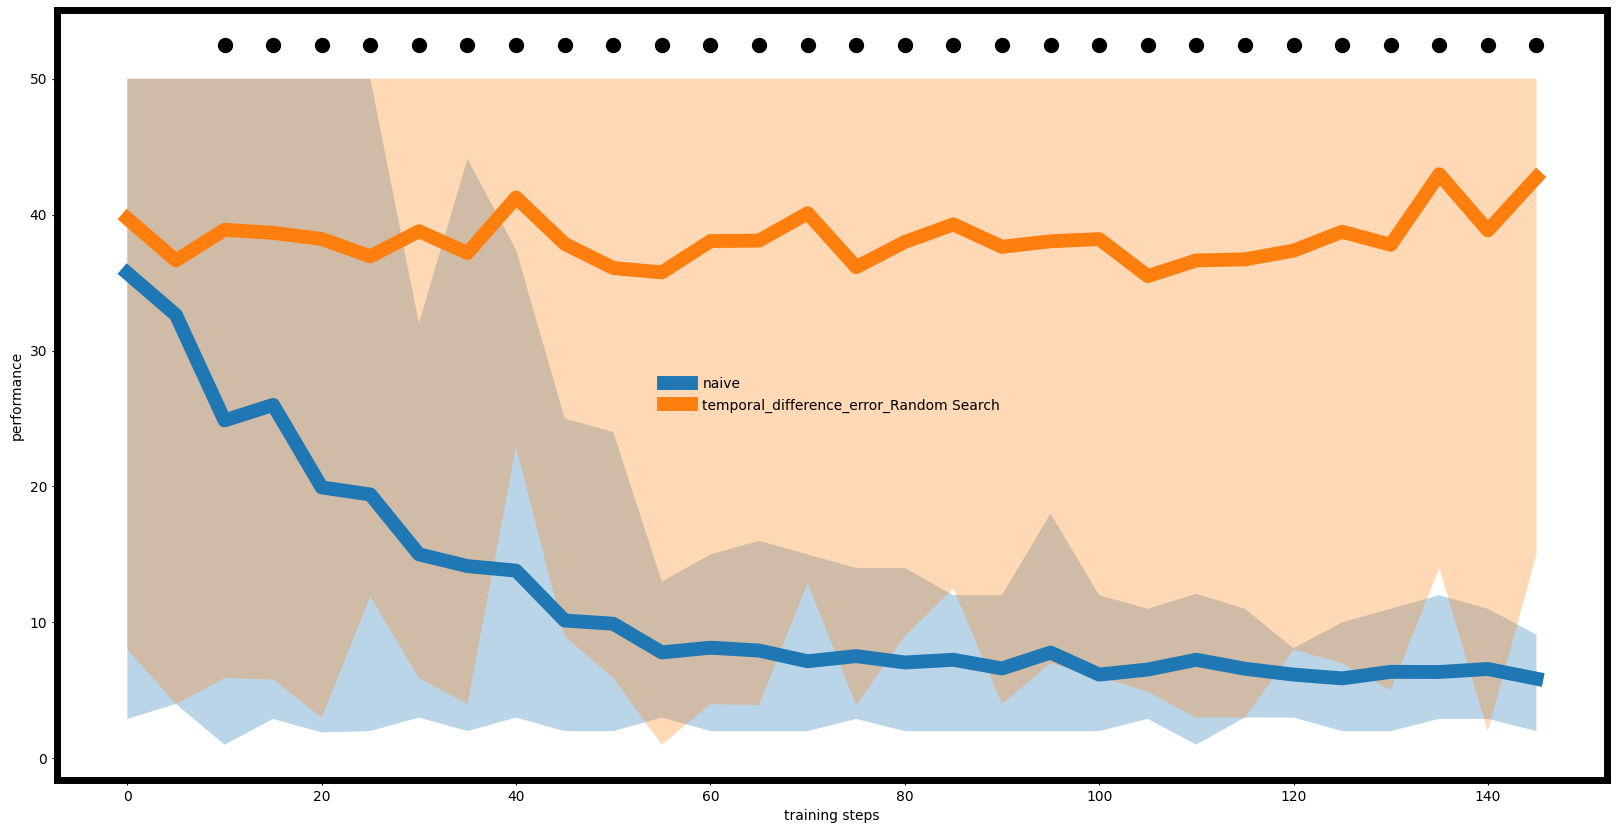 50
40
30
20
10
0
performance
naive
temporal_difference_error_Random Search
0 20 40 60 80 100 120 140
training steps